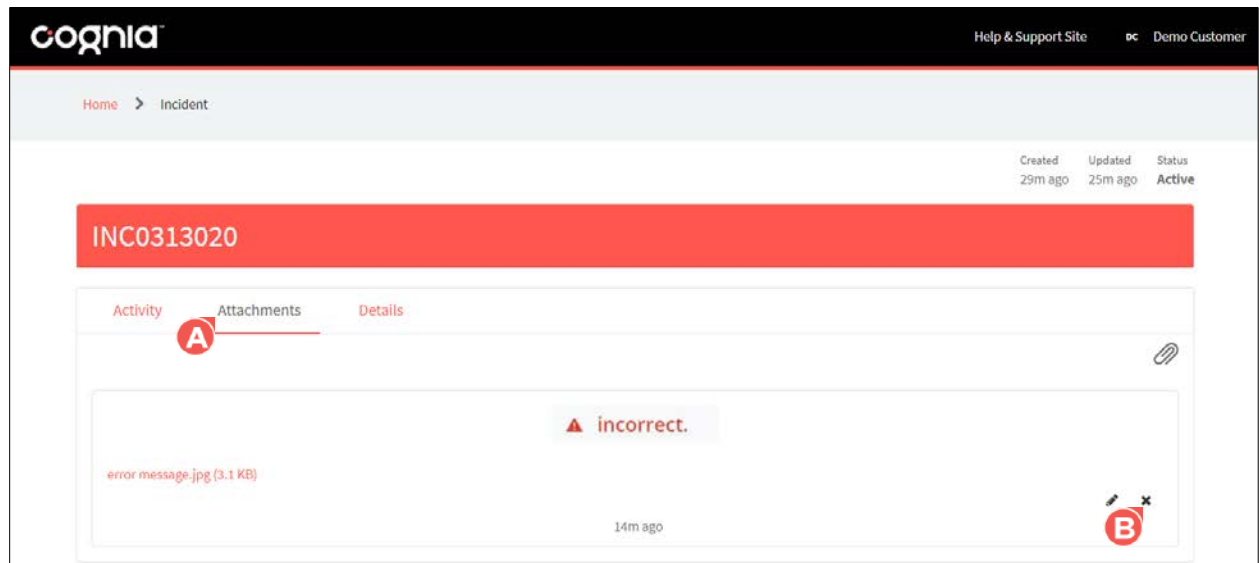 cognia
Help & Support Site DC Demo Customer
Home > Incident
Created Updated Status
29m ago 25m ago Active
INC0313020
Activity Attachments Details
A
incorrect.
error message.jpg (3.1 KB)
B
14m ago